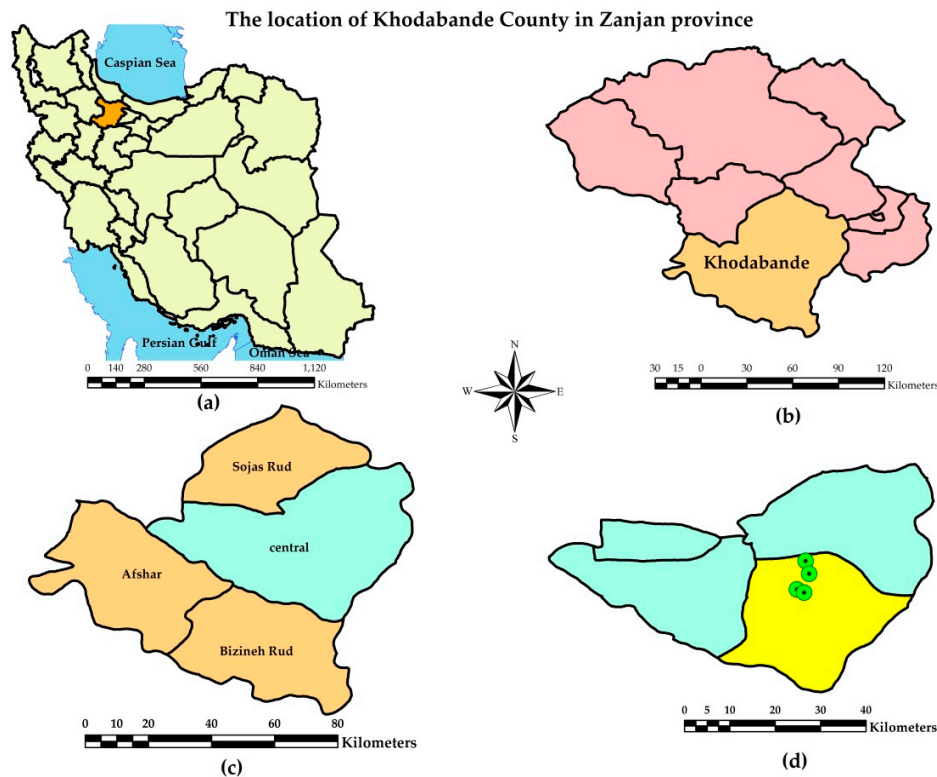 The location of Khodabande County in Zanjan province
Caspian Sea
Persian Gulf
Oman Sea
0 140 280 560 840 1,120
Kilometers
(a)
Khodabande
30 15 0 30 60 90 120
Kilometers
(b)
N
W E
S
Sojas Rud
central
Afshar
Bizineh Rud
0 10 20 40 60 80
Kilometers
(c)
0 5 10 20 30 40
Kilometers
(d)